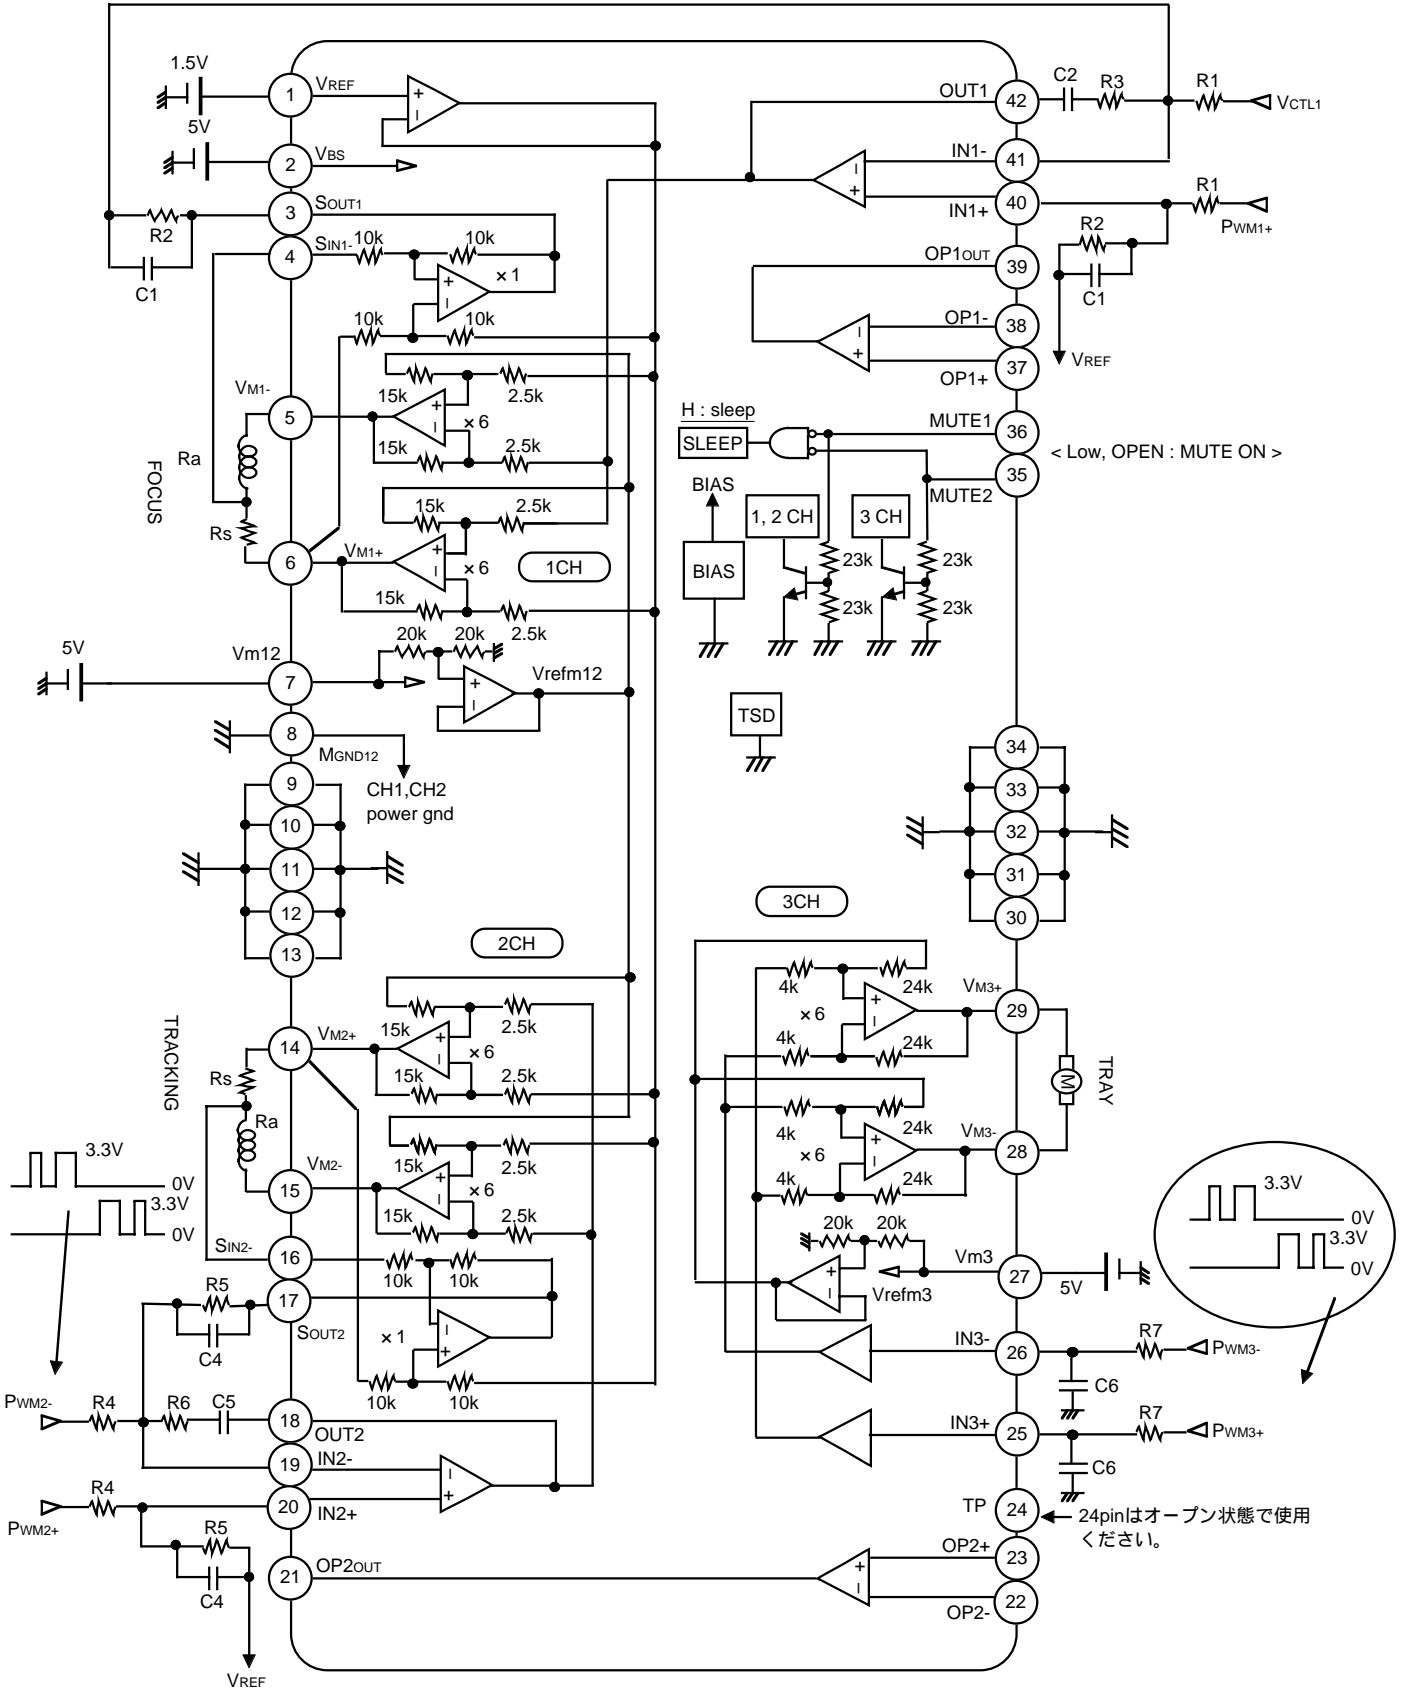 1.5V
1
VREF
5V
2
VBS
3
SOUT1
R2
C1
4
SIN1-
10k
10k
× 1
10k
10k
VM1-
5
15k
2.5k
× 6
15k
2.5k
FOCUS
Ra
Rs
6
VM1+
15k
2.5k
× 6
15k
2.5k
1CH
20k
20k
5V
Vm12
7
Vrefm12
8
MGND12
CH1,CH2
power gnd
9
10
11
12
13
2CH
TRACKING
14
VM2+
15k
2.5k
× 6
15k
2.5k
Rs
Ra
15
VM2-
15k
2.5k
× 6
15k
2.5k
3.3V
0V
3.3V
0V
SIN2-
16
10k
10k
17
SOUT2
R5
C4
× 1
10k
10k
PWM2-
R4
R6
C5
18
OUT2
19
IN2-
R4
PWM2+
20
IN2+
R5
C4
VREF
21
OP2OUT
OUT1
42
C2
R3
R1
VCTL1
IN1-
41
40
IN1+
R1
PWM1+
R2
C1
VREF
OP1OUT
39
OP1-
38
37
OP1+
H : sleep
SLEEP
MUTE1
36
35
MUTE2
< Low, OPEN : MUTE ON >
BIAS
BIAS
1, 2 CH
3 CH
23k
23k
23k
23k
TSD
34
33
32
31
30
3CH
4k
24k
× 6
4k
24k
VM3+
29
4k
24k
× 6
4k
24k
VM3-
28
M
TRAY
20k
20k
Vm3
27
5V
Vrefm3
3.3V
0V
3.3V
0V
IN3-
26
R7
PWM3-
C6
IN3+
25
R7
PWM3+
C6
TP
24
24pinはオープン状態で使用
ください。
OP2+
23
22
OP2-